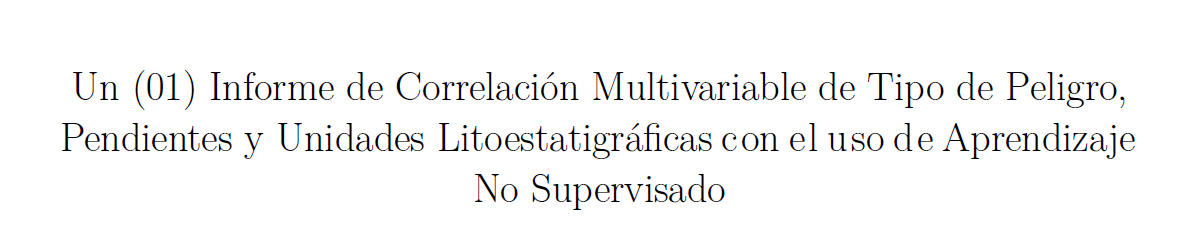 Un (01) Informe de Correlación Multivariable de Tipo de Peligro,
Pendientes y Unidades Litoestatigráficas con el uso de Aprendizaje
No Supervisado